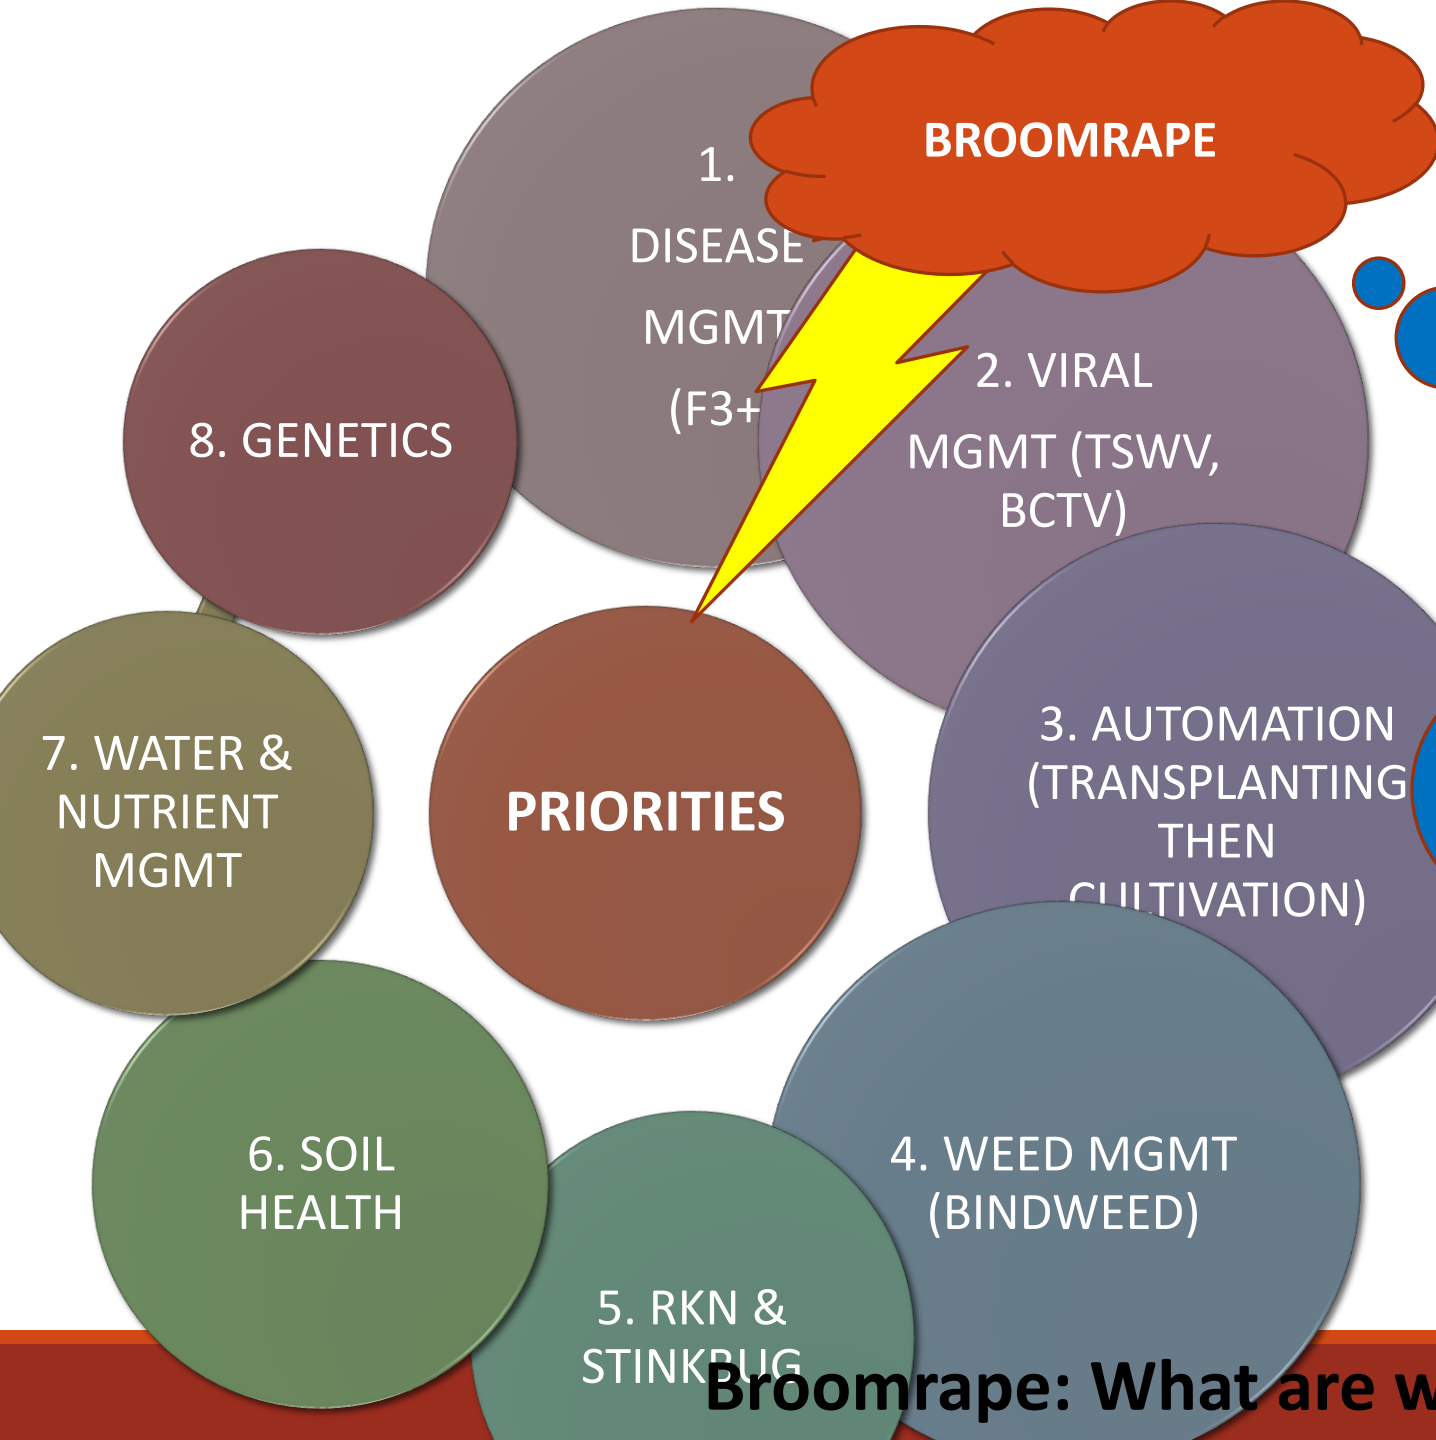 BROOMRAPE
1.
DISEASE
MGMT
(F3+
2. VIRAL
MGMT (TSWV,
BCTV)
3. AUTOMATION
(TRANSPLANTING
THEN
CULTIVATION)
4. WEED MGMT
(BINDWEED)
5. RKN &
STINKBUG
6. SOIL
HEALTH
7. WATER &
NUTRIENT
MGMT
8. GENETICS
PRIORITIES
Broomrape: What are